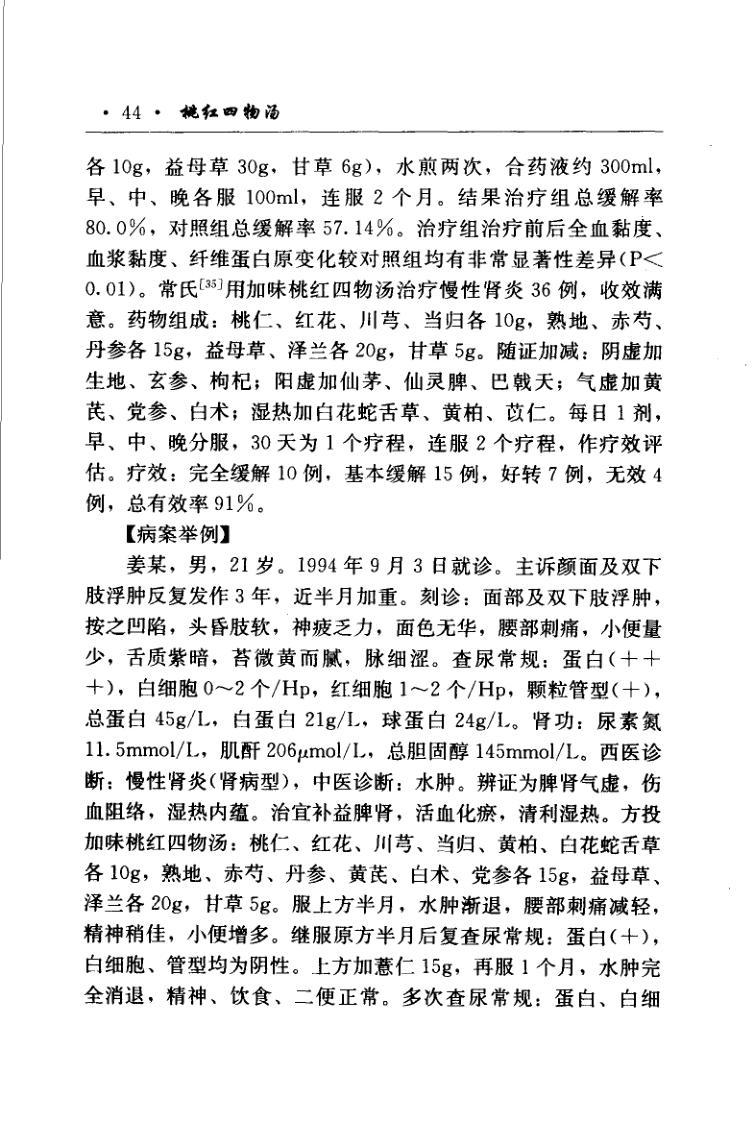 · 44 · 桃红四物汤
各 10g，益母草 30g，甘草 6g），水煎两次，合药液约 300ml，
早、中、晚各服 100ml，连服 2 个月。结果治疗组总缓解率
80.0%，对照组总缓解率 57.14%。治疗组治疗前后全血黏度、
血浆黏度、纤维蛋白原变化较对照组均有非常显著性差异(P<
0.01)。常氏[35]用加味桃红四物汤治疗慢性肾炎 36 例，收效满
意。药物组成：桃仁、红花、川芎、当归各 10g，熟地、赤芍、
丹参各 15g，益母草、泽兰各 20g，甘草 5g。随证加减：阴虚加
生地、玄参、枸杞；阳虚加仙茅、仙灵脾、巴戟天；气虚加黄
芪、党参、白术；湿热加白花蛇舌草、黄柏、苡仁。每日 1 剂，
早、中、晚分服，30 天为 1 个疗程，连服 2 个疗程，作疗效评
估。疗效：完全缓解 10 例，基本缓解 15 例，好转 7 例，无效 4
例，总有效率 91%。
【病案举例】
姜某，男，21 岁。1994 年 9 月 3 日就诊。主诉颜面及双下
肢浮肿反复发作 3 年，近半月加重。刻诊：面部及双下肢浮肿，
按之凹陷，头昏肢软，神疲乏力，面色无华，腰部刺痛，小便量
少，舌质紫暗，苔微黄而腻，脉细涩。查尿常规：蛋白(＋＋
＋)，白细胞 0～2 个/Hp，红细胞 1～2 个/Hp，颗粒管型(＋)，
总蛋白 45g/L，白蛋白 21g/L，球蛋白 24g/L。肾功：尿素氮
11.5mmol/L，肌酐 206μmol/L，总胆固醇 145mmol/L。西医诊
断：慢性肾炎(肾病型)，中医诊断：水肿。辨证为脾肾气虚，伤
血阻络，湿热内蕴。治宜补益脾肾，活血化瘀，清利湿热。方投
加味桃红四物汤：桃仁、红花、川芎、当归、黄柏、白花蛇舌草
各 10g，熟地、赤芍、丹参、黄芪、白术、党参各 15g，益母草、
泽兰各 20g，甘草 5g。服上方半月，水肿渐退，腰部刺痛减轻，
精神稍佳，小便增多。继服原方半月后复查尿常规：蛋白(＋)，
白细胞、管型均为阴性。上方加薏仁 15g，再服 1 个月，水肿完
全消退，精神、饮食、二便正常。多次查尿常规：蛋白、白细